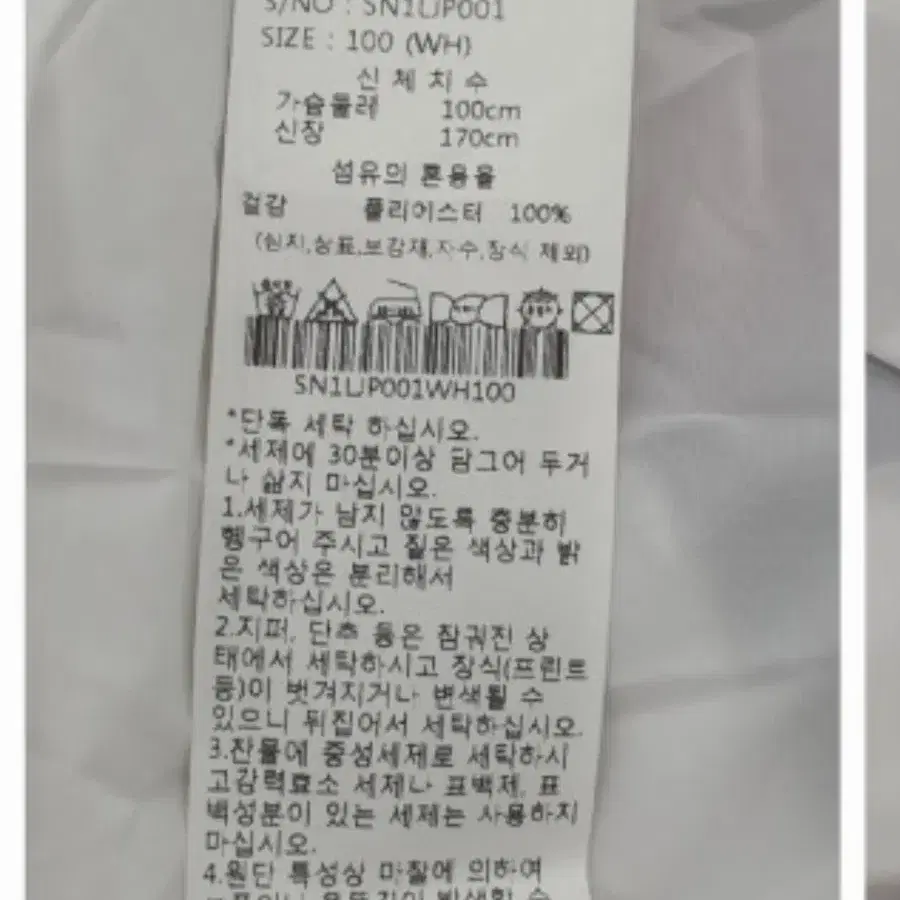 S/NO : SN1LJP001
SIZE : 100 (WH)
신 체 치 수
가슴둘레 100cm
신장 170cm
섬유의 혼용율
겉감 폴리에스터 100%
(심지,상표,보강재,자수,장식 제외)
SN1LJP001WH100
*단독 세탁 하십시오.
*세제에 30분이상 담그어 두거
나 삶지 마십시오.
1.세제가 남지 않도록 충분히
헹구어 주시고 짙은 색상과 밝
은 색상은 분리해서
세탁하십시오.
2.지퍼, 단추 등은 잠궈진 상
태에서 세탁하시고 장식(프린트
등)이 벗겨지거나 변색될 수
있으니 뒤집어서 세탁하십시오.
3.찬물에 중성세제로 세탁하시
고강력효소 세제나 표백제, 표
백성분이 있는 세제는 사용하지
마십시오.
4.원단 특성상 마찰에 의하여